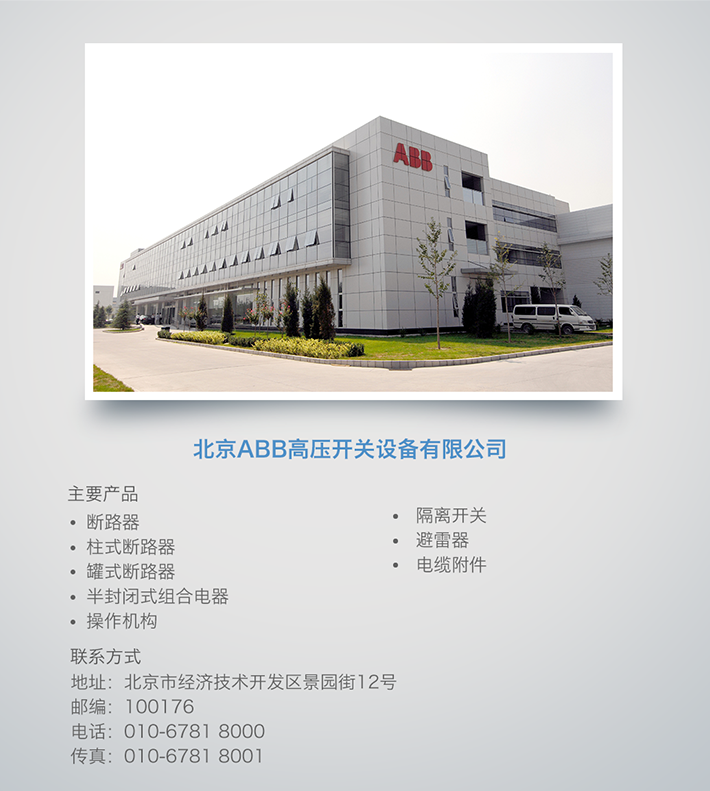 ABB
北京ABB高压开关设备有限公司
主要产品
• 断路器
• 柱式断路器
• 罐式断路器
• 半封闭式组合电器
• 操作机构
• 隔离开关
• 避雷器
• 电缆附件
联系方式
地址：北京市经济技术开发区景园街12号
邮编：100176
电话：010-6781 8000
传真：010-6781 8001